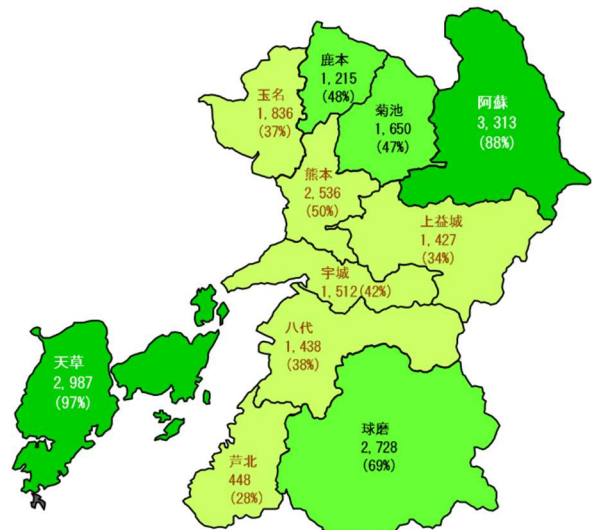 鹿本
1,215
(48%)
玉名
1,836
(37%)
菊池
1,650
(47%)
阿蘇
3,313
(88%)
熊本
2,536
(50%)
上益城
1,427
(34%)
宇城
1,512(42%)
八代
1,438
(38%)
天草
2,987
(97%)
球磨
2,728
(69%)
芦北
448
(28%)